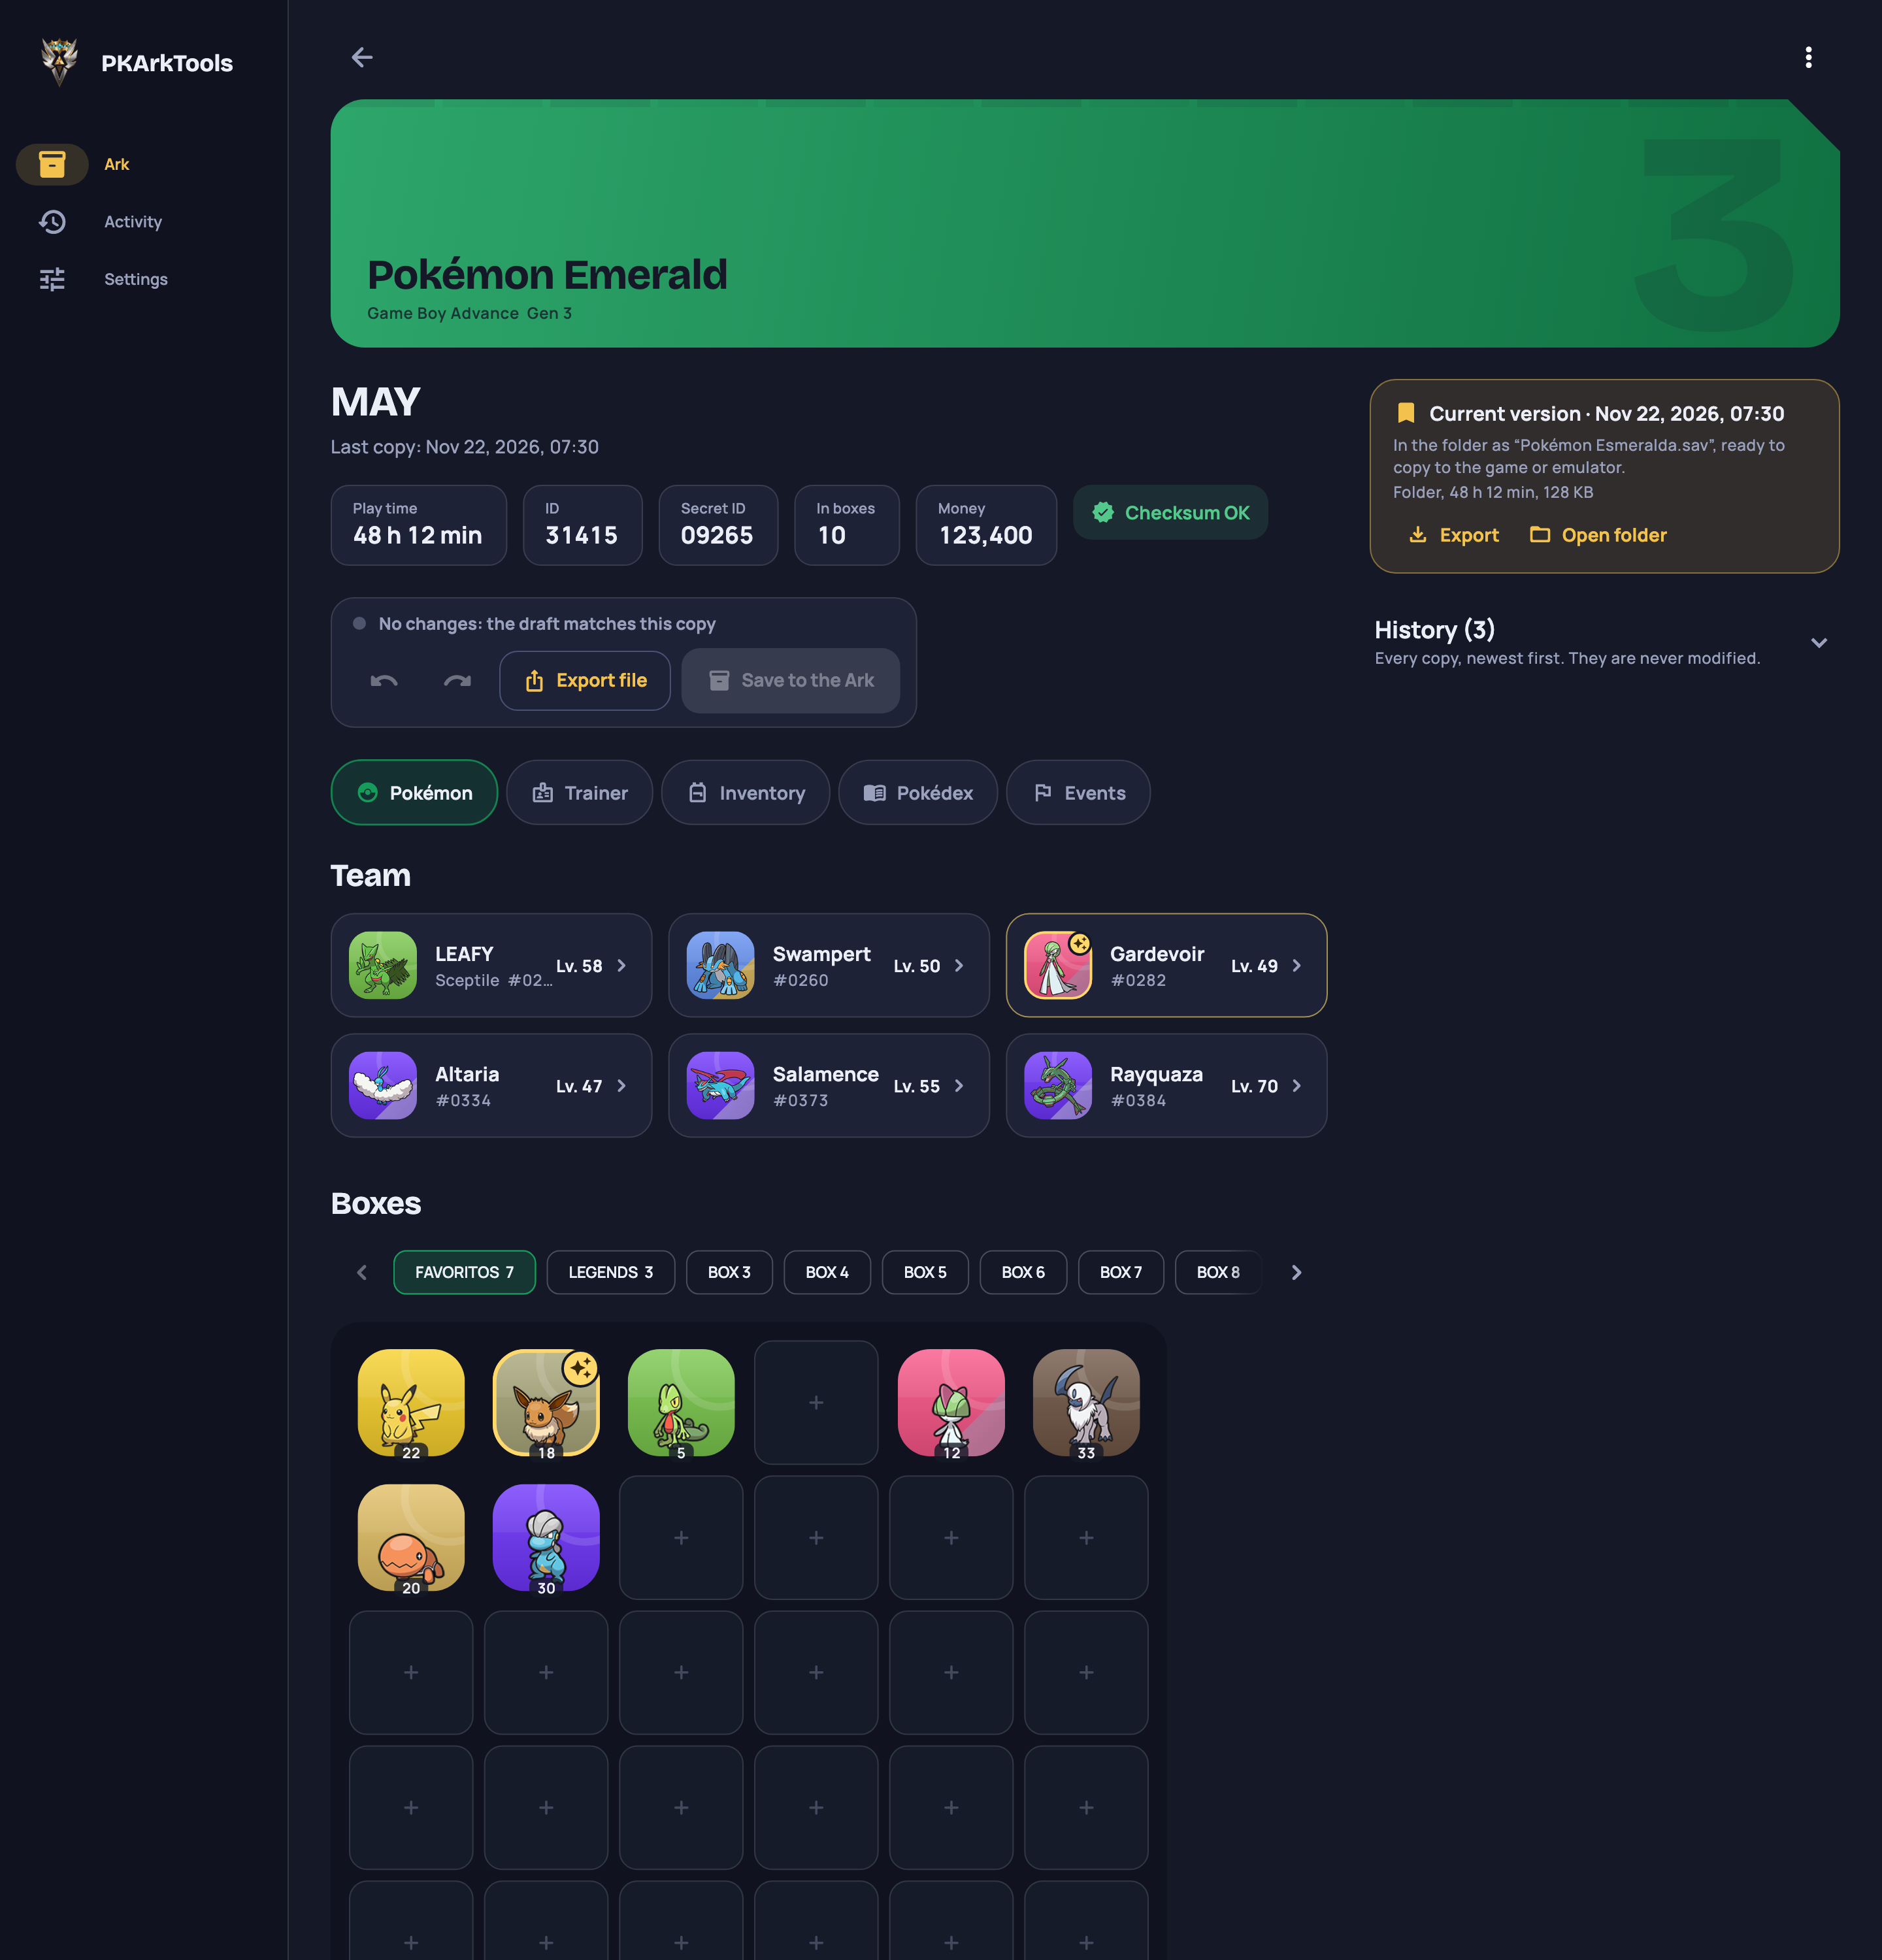 PKArkTools
Ark
Activity
Settings
3
Pokémon Emerald
Game Boy Advance Gen 3
MAY
Last copy: Nov 22, 2026, 07:30
Play time
48 h 12 min
ID
31415
Secret ID
09265
In boxes
10
Money
123,400
Checksum OK
Current version · Nov 22, 2026, 07:30
In the folder as “Pokémon Esmeralda.sav”, ready to
copy to the game or emulator.
Folder, 48 h 12 min, 128 KB
Export
Open folder
History (3)
Every copy, newest first. They are never modified.
No changes: the draft matches this copy
Export file
Save to the Ark
Pokémon
Trainer
Inventory
Pokédex
Events
Team
LEAFY
Sceptile #02…
Lv. 58
Swampert
#0260
Lv. 50
Gardevoir
#0282
Lv. 49
Altaria
#0334
Lv. 47
Salamence
#0373
Lv. 55
Rayquaza
#0384
Lv. 70
Boxes
FAVORITOS 7
LEGENDS 3
BOX 3
BOX 4
BOX 5
BOX 6
BOX 7
BOX 8
22
18
5
12
33
20
30